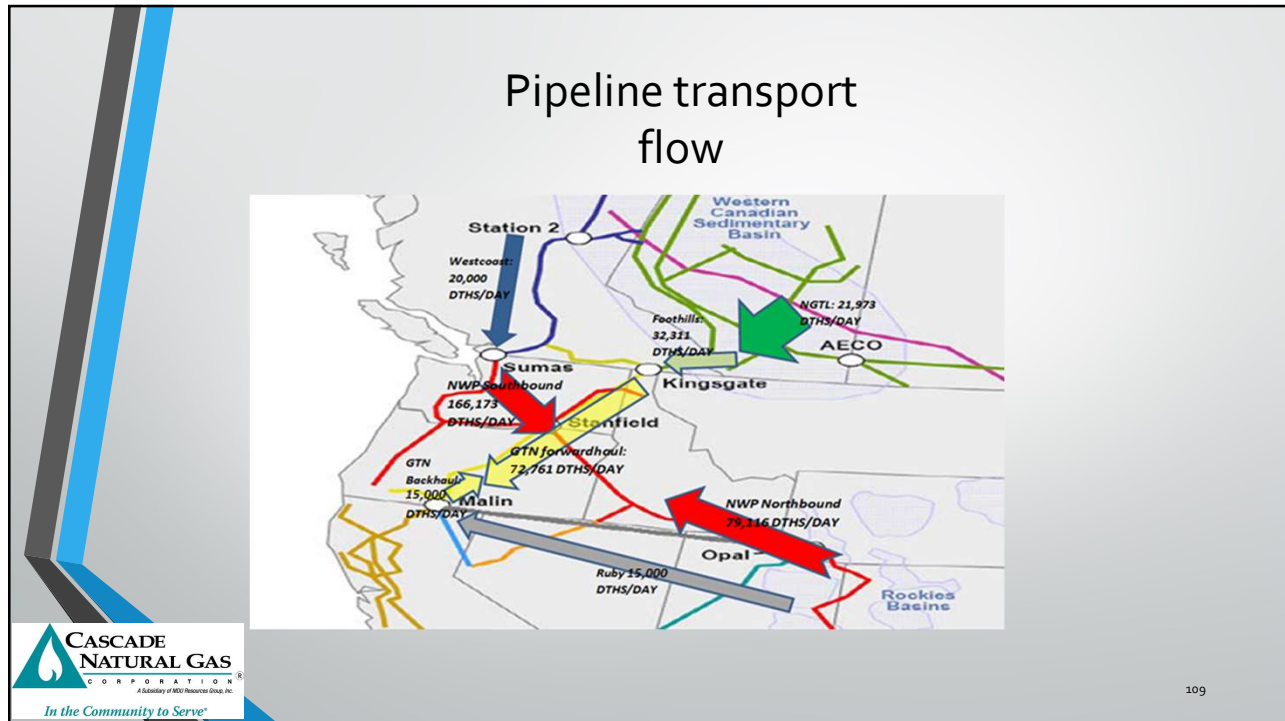 Pipeline transport
flow
Western
Canadian
Sedimentary
Basin
Station 2
Westcoast:
20,000
DTHS/DAY
NGTL: 21,973
DTHS/DAY
Foothills:
32,311
DTHS/DAY
AECO
Sumas
Kingsgate
NWP Southbound
166,173
DTHS/DAY
Stanfield
GTN forwardhaul:
72,761 DTHS/DAY
GTN
Backhaul:
15,000
DTHS/DAY
Malin
NWP Northbound
79,116 DTHS/DAY
Opal
Ruby 15,000
DTHS/DAY
Rockies
Basins
CASCADE
NATURAL GAS
CORPORATION ®
A Subsidiary of MDU Resources Group, Inc.
In the Community to Serve®
109